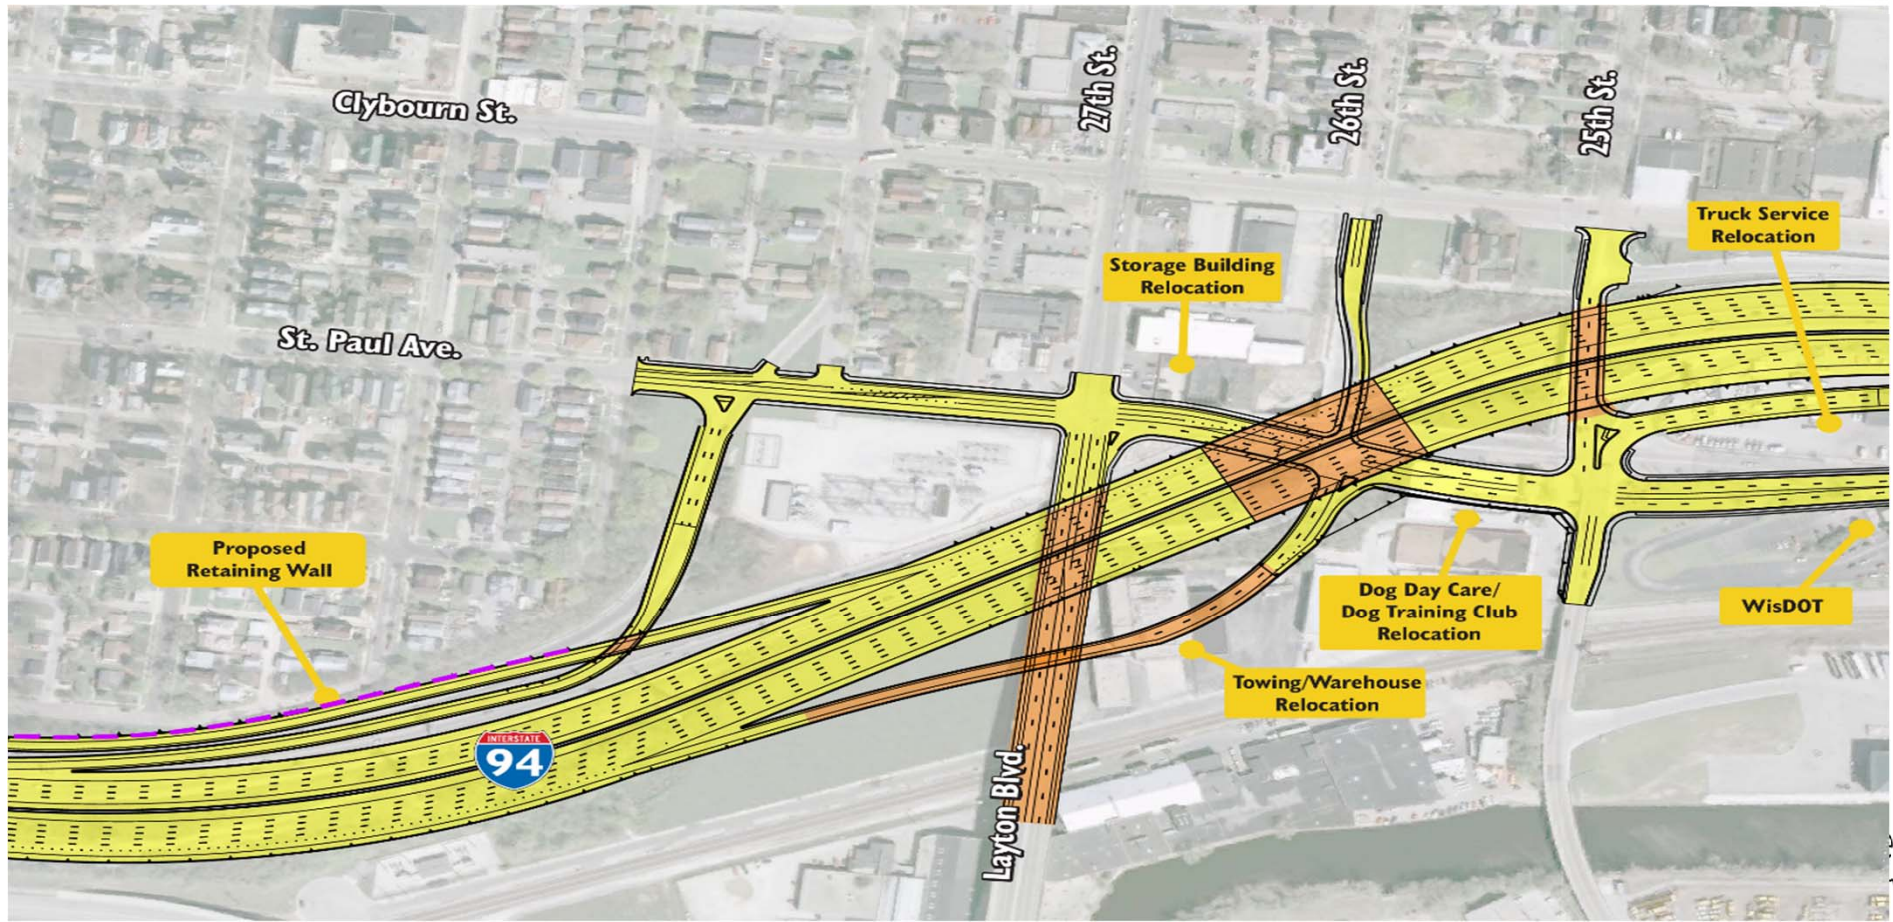 Clybourn St.
27th St.
26th St.
25th St.
Truck Service
Relocation
Storage Building
Relocation
St. Paul Ave.
Proposed
Retaining Wall
Dog Day Care/
Dog Training Club
Relocation
WisDOT
Towing/Warehouse
Relocation
INTERSTATE
94
Layton Blvd.